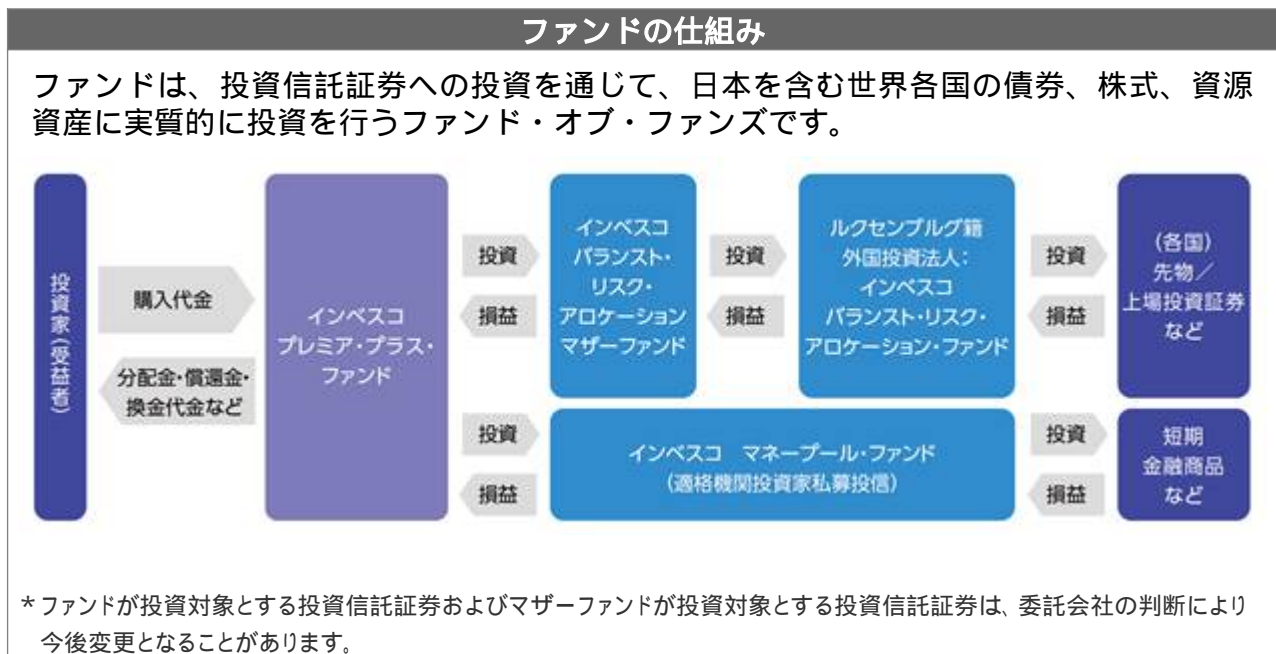 ファンドの仕組み
ファンドは、投資信託証券への投資を通じて、日本を含む世界各国の債券、株式、資源
資産に実質的に投資を行うファンド・オブ・ファンズです。
投資家（受益者）
購入代金
分配金・償還金・
換金代金など
インベスコ
プレミア・プラス・
ファンド
投資
損益
インベスコ
バランスト・
リスク・
アロケーション
マザーファンド
投資
損益
ルクセンブルグ籍
外国投資法人：
インベスコ
バランスト・リスク・
アロケーション・ファンド
投資
損益
（各国）
先物／
上場投資証券
など
投資
損益
インベスコ　マネープール・ファンド
（適格機関投資家私募投信）
投資
損益
短期
金融商品
など
*ファンドが投資対象とする投資信託証券およびマザーファンドが投資対象とする投資信託証券は、委託会社の判断により
今後変更となることがあります。